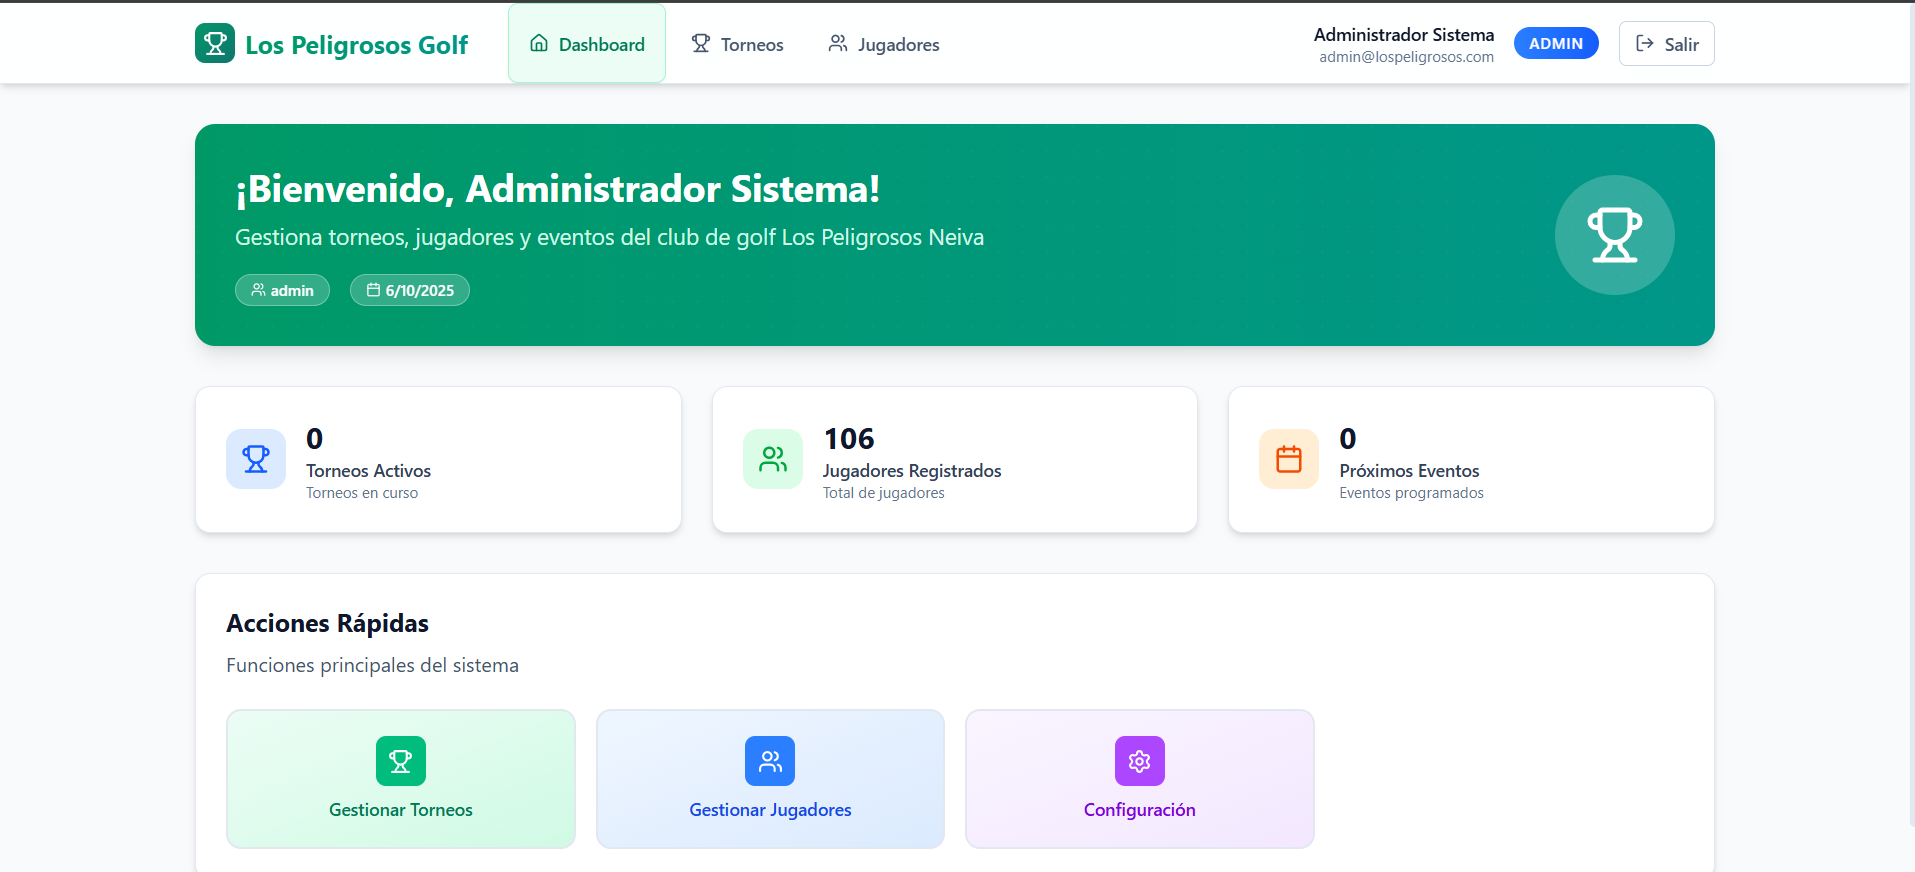 Los Peligrosos Golf
Dashboard
Torneos
Jugadores
Administrador Sistema
admin@lospeligrosos.com
ADMIN
Salir
¡Bienvenido, Administrador Sistema!
Gestiona torneos, jugadores y eventos del club de golf Los Peligrosos Neiva
admin
6/10/2025
0
Torneos Activos
Torneos en curso
106
Jugadores Registrados
Total de jugadores
0
Próximos Eventos
Eventos programados
Acciones Rápidas
Funciones principales del sistema
Gestionar Torneos
Gestionar Jugadores
Configuración